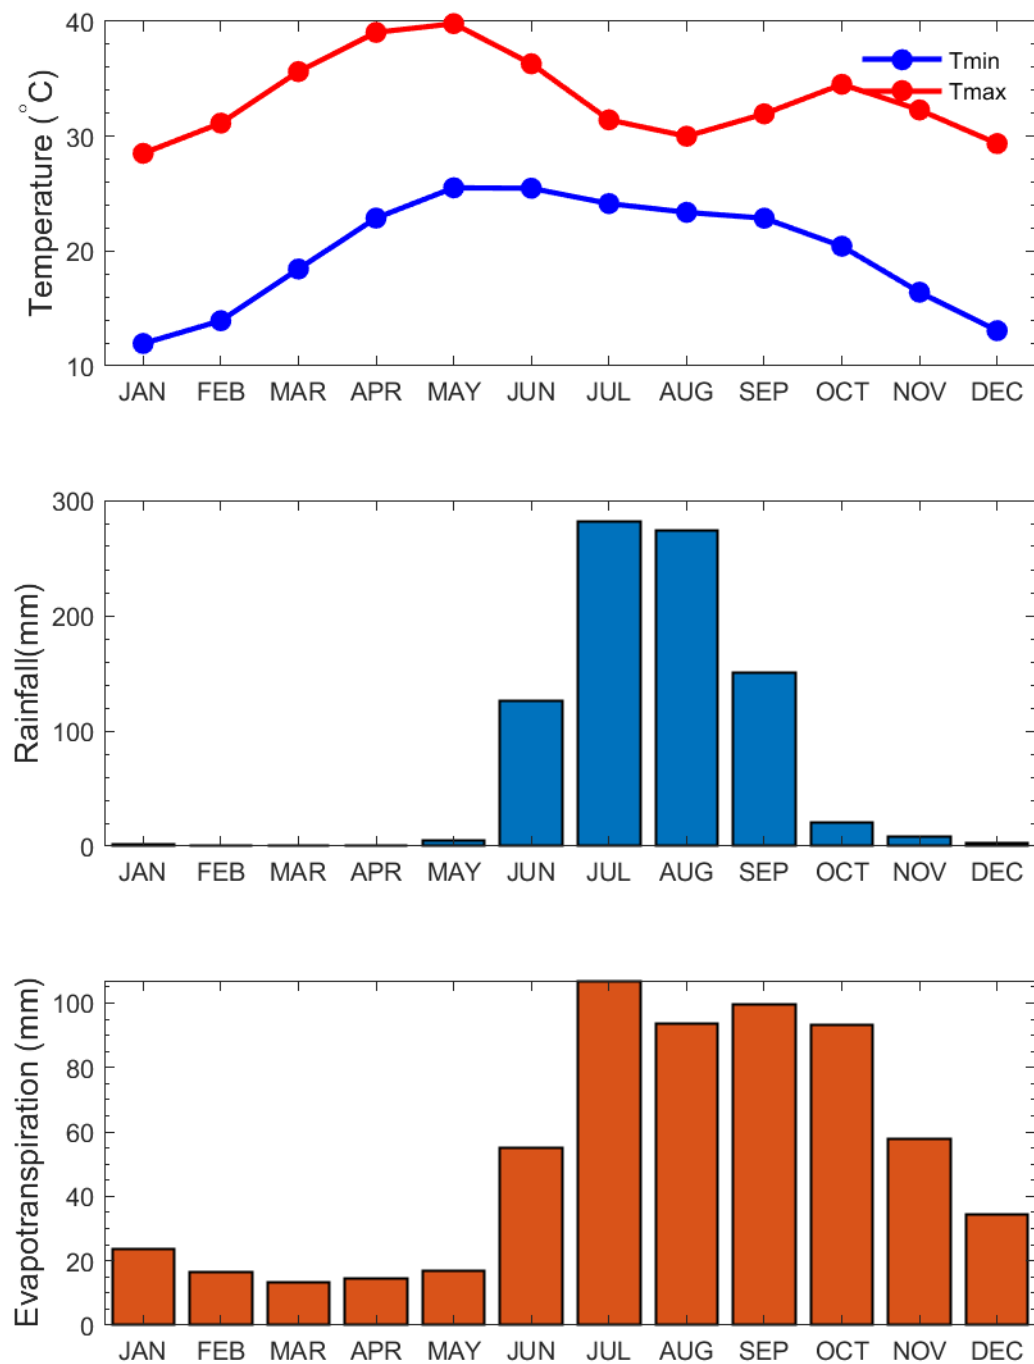 Temperature (°C)
40
30
20
10
Tmin
Tmax
JAN FEB MAR APR MAY JUN JUL AUG SEP OCT NOV DEC
Rainfall(mm)
300
200
100
0
JAN FEB MAR APR MAY JUN JUL AUG SEP OCT NOV DEC
Evapotranspiration (mm)
100
80
60
40
20
0
JAN FEB MAR APR MAY JUN JUL AUG SEP OCT NOV DEC